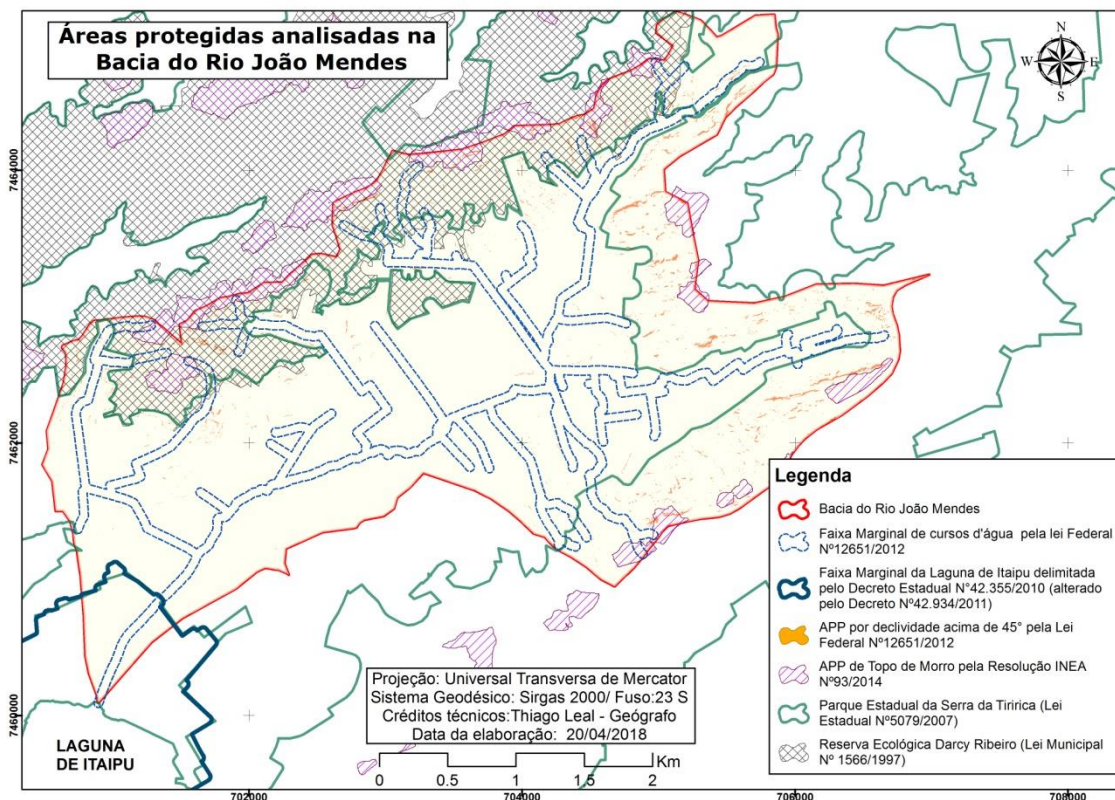 Áreas protegidas analisadas na
Bacia do Rio João Mendes
N
W
E
S
7464000
7462000
7460000
Legenda
Bacia do Rio João Mendes
Faixa Marginal de cursos d'água pela lei Federal
Nº12651/2012
Faixa Marginal da Laguna de Itaipu delimitada
pelo Decreto Estadual N°42.355/2010 (alterado
pelo Decreto Nº42.934/2011)
APP por declividade acima de 45° pela Lei
Federal Nº12651/2012
APP de Topo de Morro pela Resolução INEA
Nº93/2014
Parque Estadual da Serra da Tiririca (Lei
Estadual Nº5079/2007)
Reserva Ecológica Darcy Ribeiro (Lei Municipal
Nº 1566/1997)
Projeção: Universal Transversa de Mercator
Sistema Geodésico: Sirgas 2000/ Fuso:23 S
Créditos técnicos:Thiago Leal - Geógrafo
Data da elaboração: 20/04/2018
LAGUNA
DE ITAIPU
Km
0 0.5 1 1.5 2
702000 704000 706000 708000